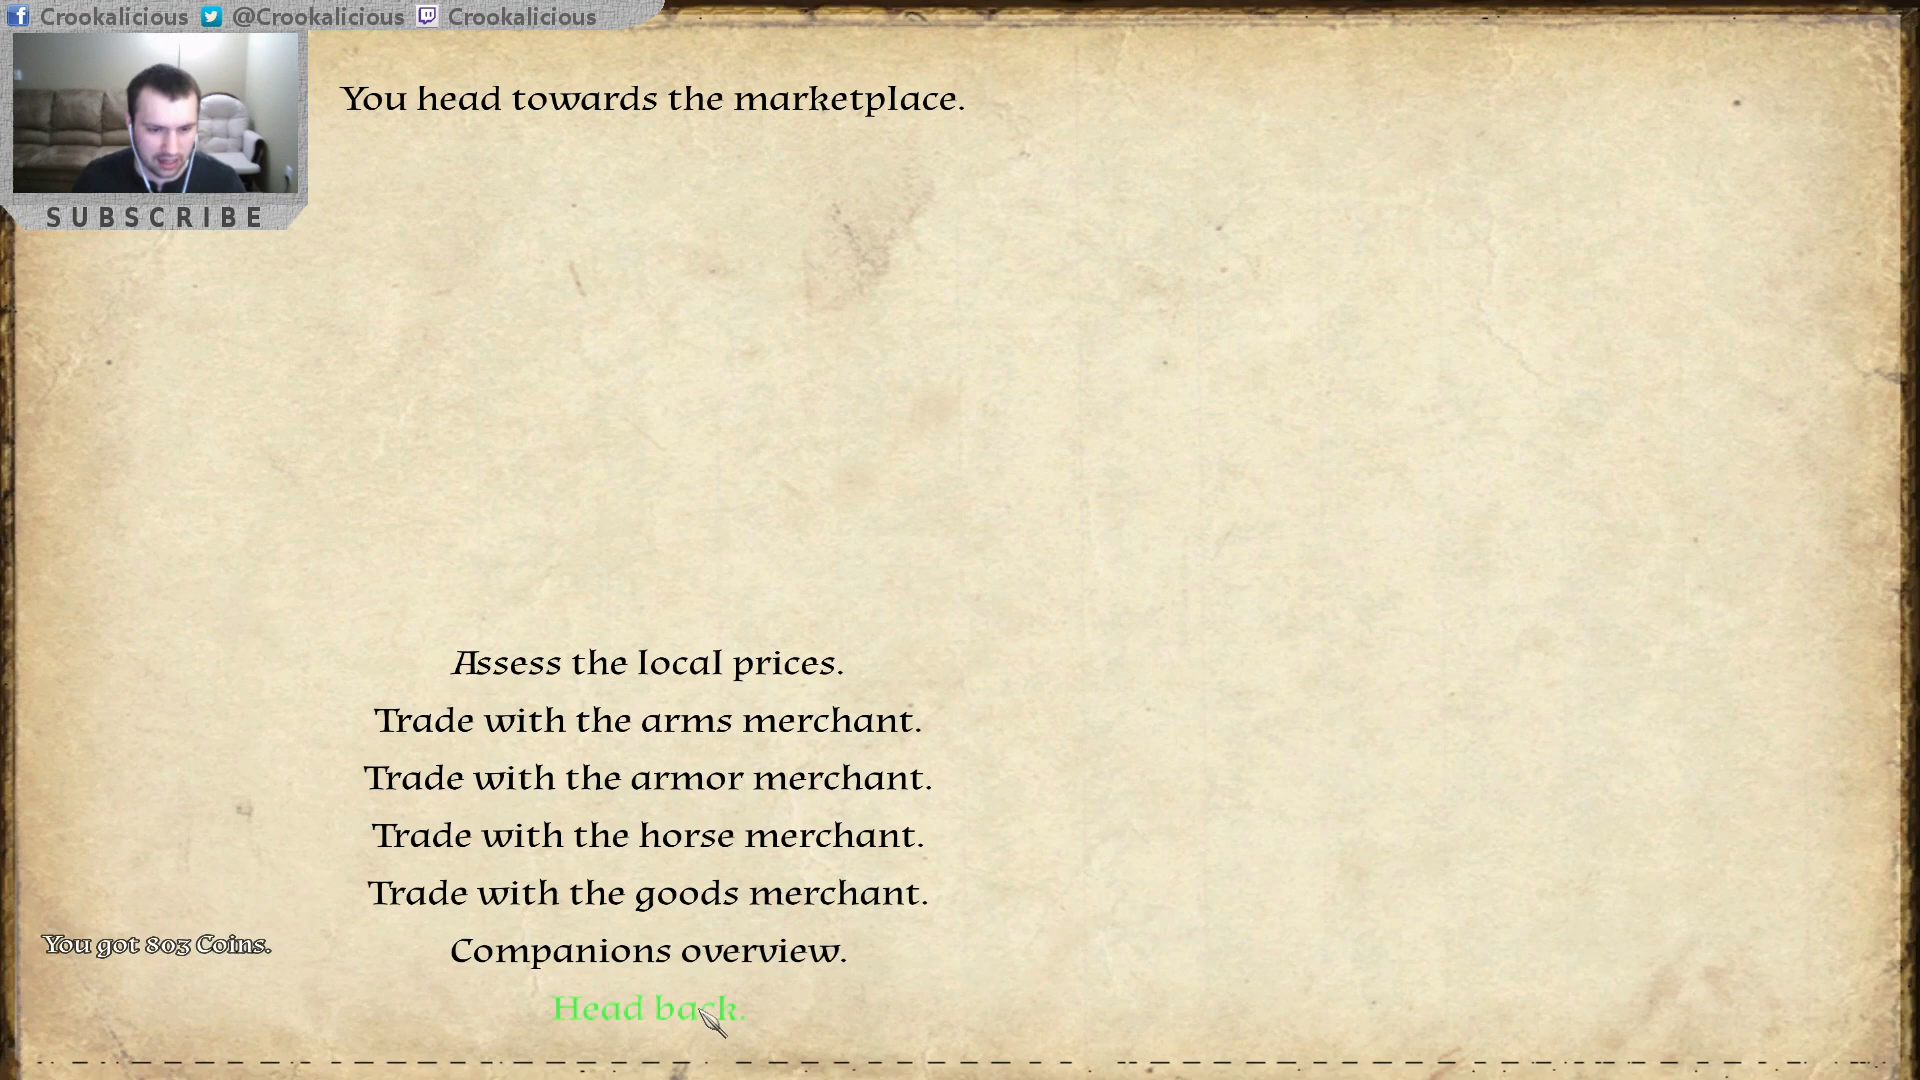 Crookalicious @Crookalicious Crookalicious
SUBSCRIBE
You head towards the marketplace.
Assess the local prices.
Trade with the arms merchant.
Trade with the armor merchant.
Trade with the horse merchant.
Trade with the goods merchant.
You got 803 Coins.
Companions overview.
Head back.